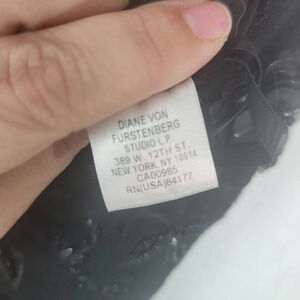 DIANE VON
FURSTENBERG
STUDIO L.P.
389 W. 12TH ST.
NEW YORK, NY 10014
CA00985
RN(USA)84177